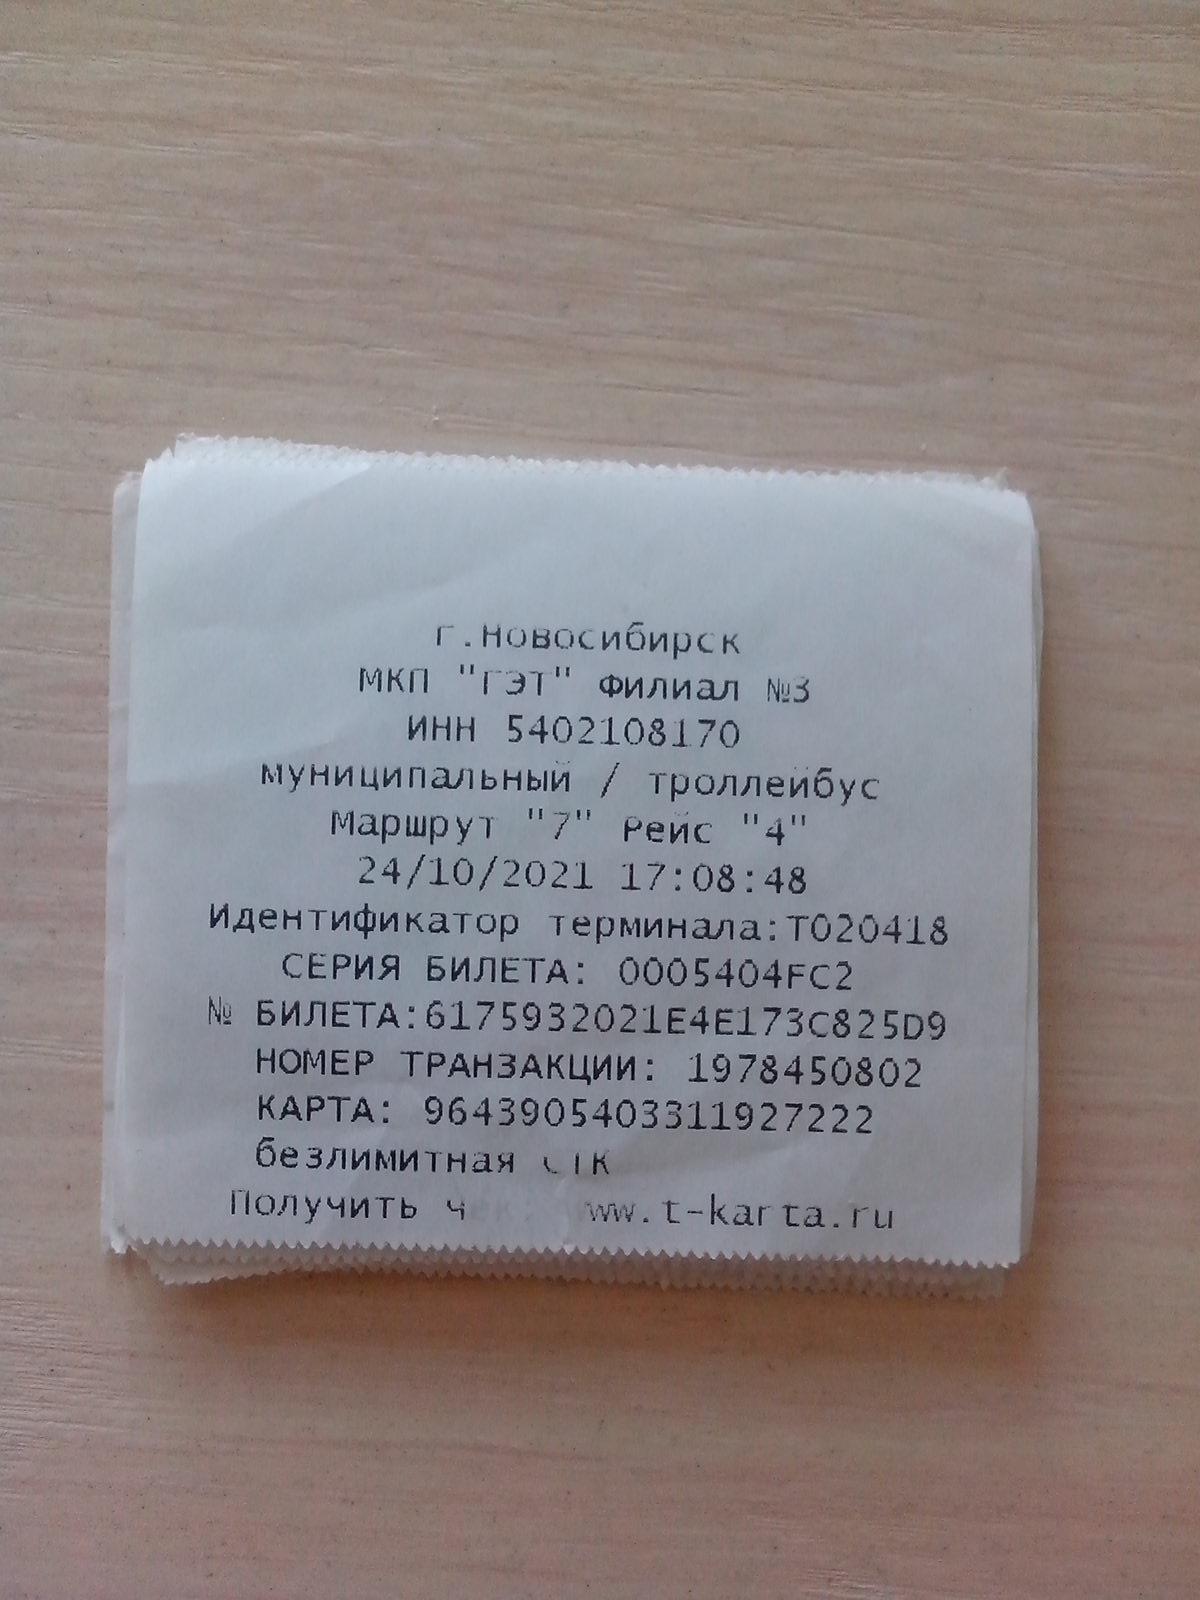 г.Новосибирск
МКП "ГЭТ" Филиал №3
ИНН 5402108170
муниципальный / троллейбус
Маршрут "7" Рейс "4"
24/10/2021 17:08:48
Идентификатор терминала:T020418
СЕРИЯ БИЛЕТА: 0005404FC2
№ БИЛЕТА:6175932021E4E173C825D9
НОМЕР ТРАНЗАКЦИИ: 1978450802
КАРТА: 9643905403311927222
безлимитная
Получить чек: www.t-karta.ru